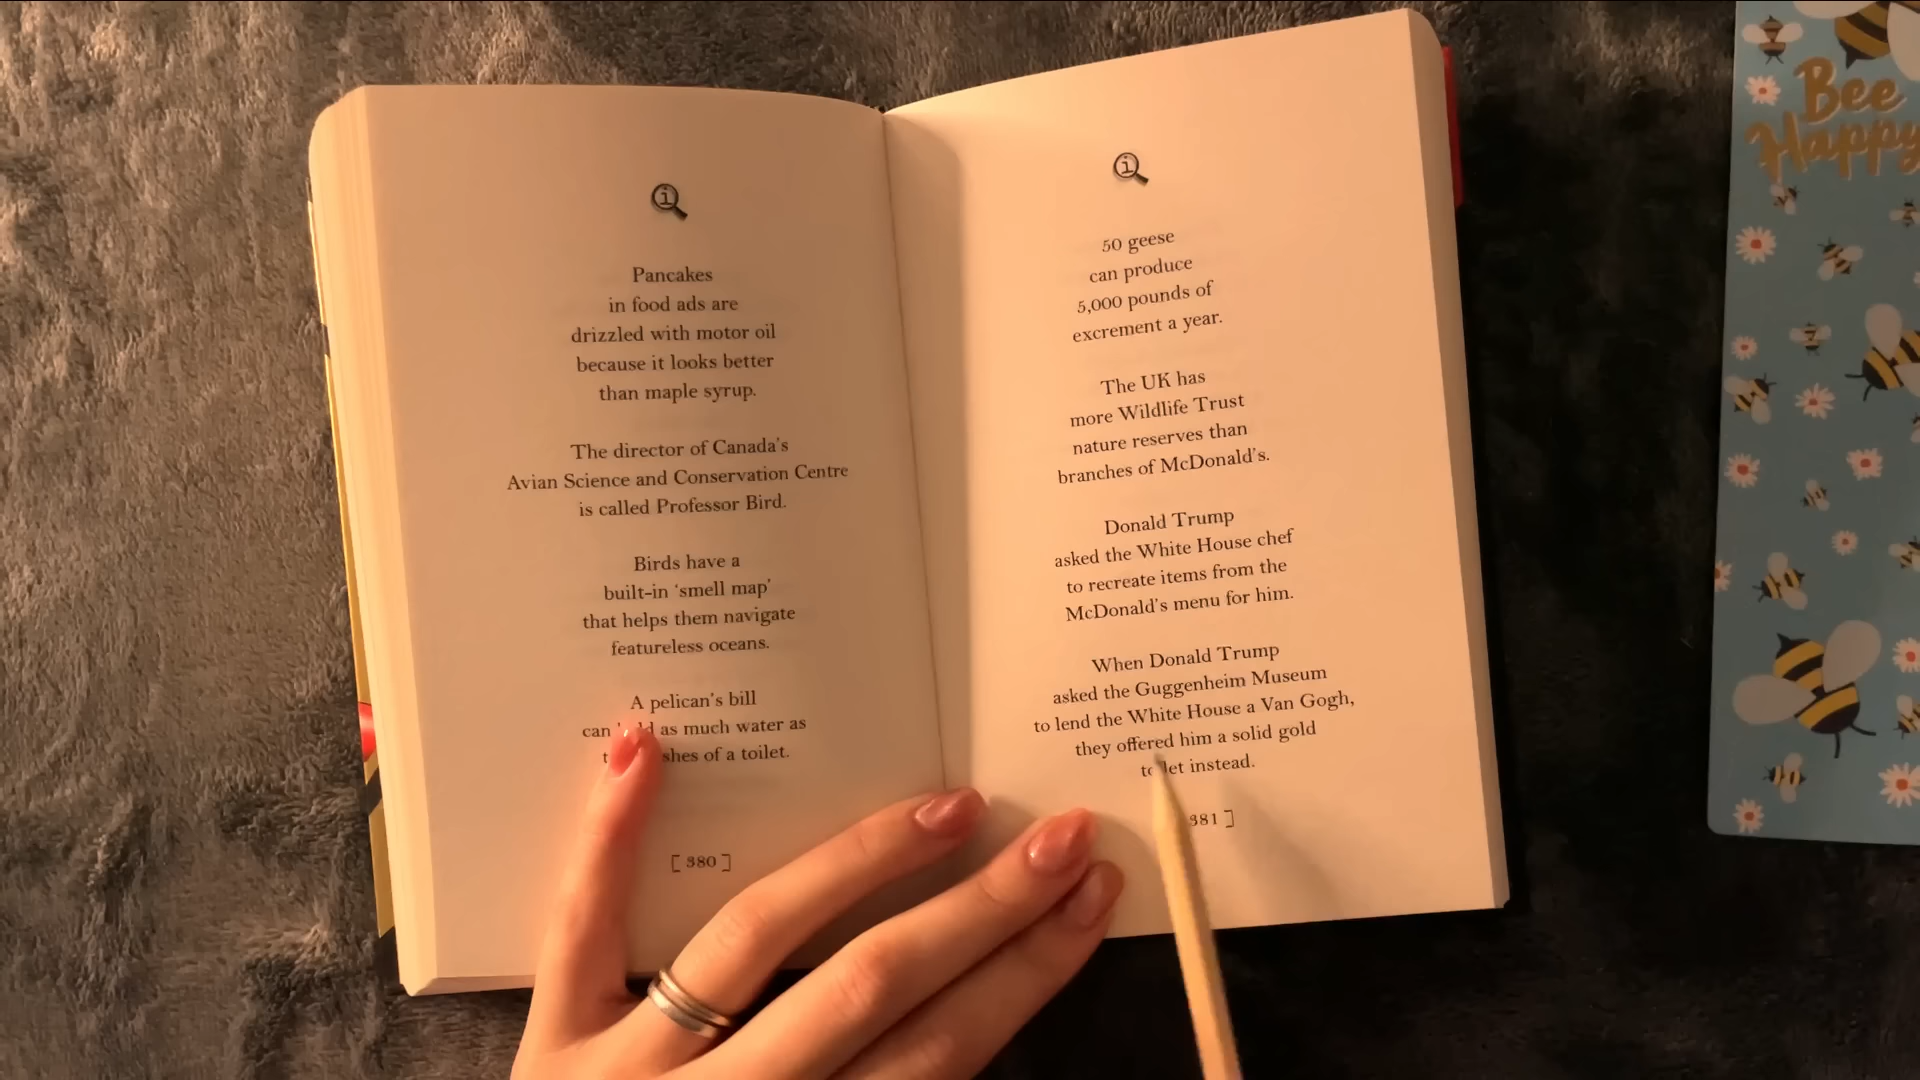 Pancakes
in food ads are
drizzled with motor oil
because it looks better
than maple syrup.
The director of Canada's
Avian Science and Conservation Centre
is called Professor Bird.
Birds have a
built-in 'smell map'
that helps them navigate
featureless oceans.
A pelican's bill
can as much water as
of a toilet.
[ 380 ]
50 geese
can produce
5,000 pounds of
excrement a year.
The UK has
more Wildlife Trust
nature reserves than
branches of McDonald's.
Donald Trump
asked the White House chef
to recreate items from the
McDonald's menu for him.
When Donald Trump
asked the Guggenheim Museum
to lend the White House a Van Gogh,
they offered him a solid gold
toilet instead.
381 ]
Bee
Happy